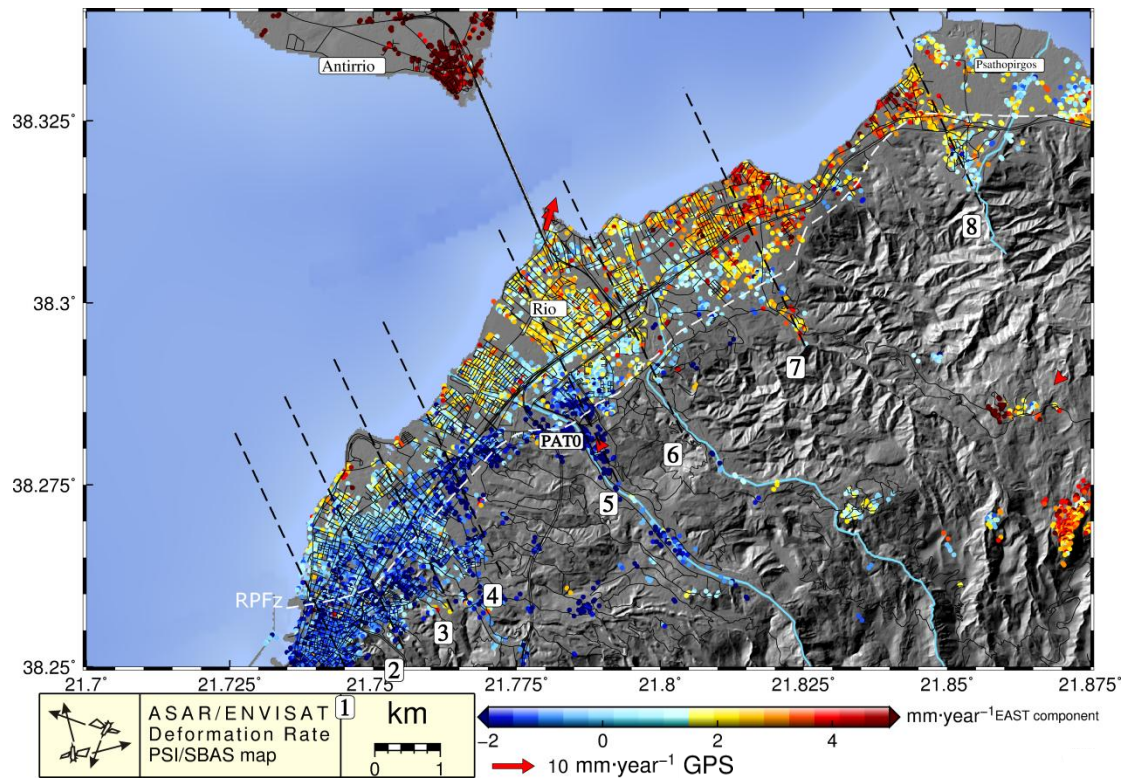 Antirrio
Psathopirgos
38.325°
8
38.3°
Rio
7
PAT0
6
38.275°
5
RPFz
4
3
38.25°
2
21.7° 21.725° 21.75° 21.775° 21.8° 21.825° 21.85° 21.875°
1
ASAR/ENVISAT
Deformation Rate
PSI/SBAS map
km
0 1
mm·year⁻¹ EAST component
−2 0 2 4
10 mm·year⁻¹ GPS